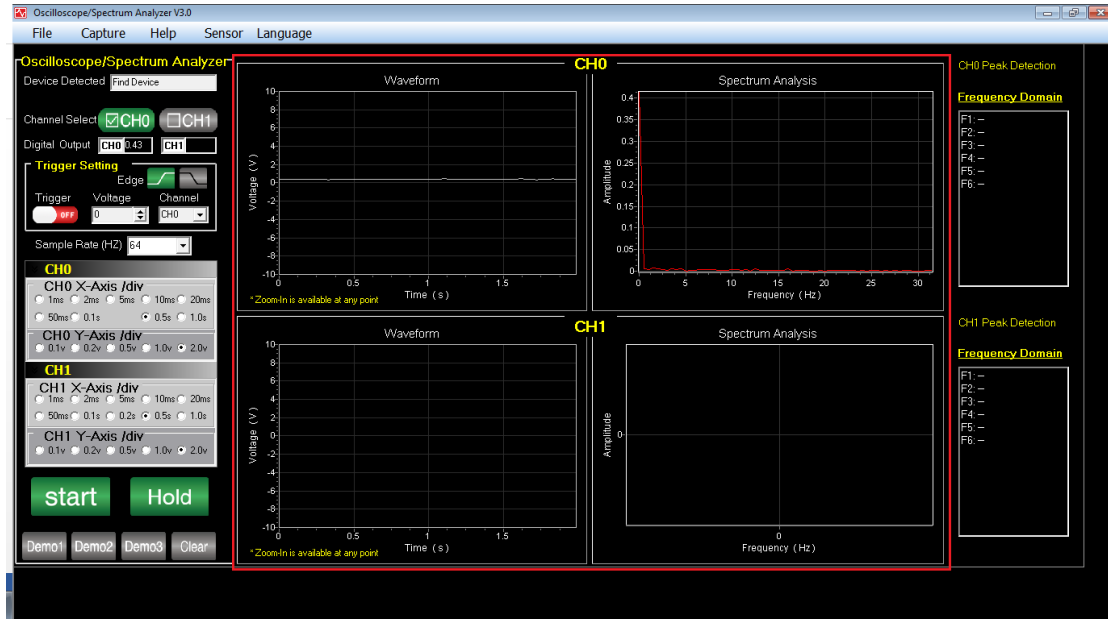 Oscilloscope/Spectrum Analyzer V3.0
File Capture Help Sensor Language
Oscilloscope/Spectrum Analyzer
Device Detected Find Device
Channel Select CH0 CH1
Digital Output CH0 0.43 CH1
Trigger Setting
Edge
Trigger Voltage Channel
OFF 0 CH0
Sample Rate (HZ) 64
CH0
CH0 X-Axis /div
1ms 2ms 5ms 10ms 20ms
50ms 0.1s 0.5s 1.0s
CH0 Y-Axis /div
0.1v 0.2v 0.5v 1.0v 2.0v
CH1
CH1 X-Axis /div
1ms 2ms 5ms 10ms 20ms
50ms 0.1s 0.2s 0.5s 1.0s
CH1 Y-Axis /div
0.1v 0.2v 0.5v 1.0v 2.0v
start Hold
Demo1 Demo2 Demo3 Clear
CH0
Waveform
Voltage (V)
10
8
6
4
2
0
-2
-4
-6
-8
-10
0 0.5 1 1.5
Time (s)
*Zoom-In is available at any point
Spectrum Analysis
Amplitude
0.4
0.35
0.3
0.25
0.2
0.15
0.1
0.05
0
0 5 10 15 20 25 30
Frequency (Hz)
CH1
Waveform
Voltage (V)
10
8
6
4
2
0
-2
-4
-6
-8
-10
0 0.5 1 1.5
Time (s)
*Zoom-In is available at any point
Spectrum Analysis
Amplitude
0
0
Frequency (Hz)
CH0 Peak Detection
Frequency Domain
F1: --
F2: --
F3: --
F4: --
F5: --
F6: --
CH1 Peak Detection
Frequency Domain
F1: --
F2: --
F3: --
F4: --
F5: --
F6: --